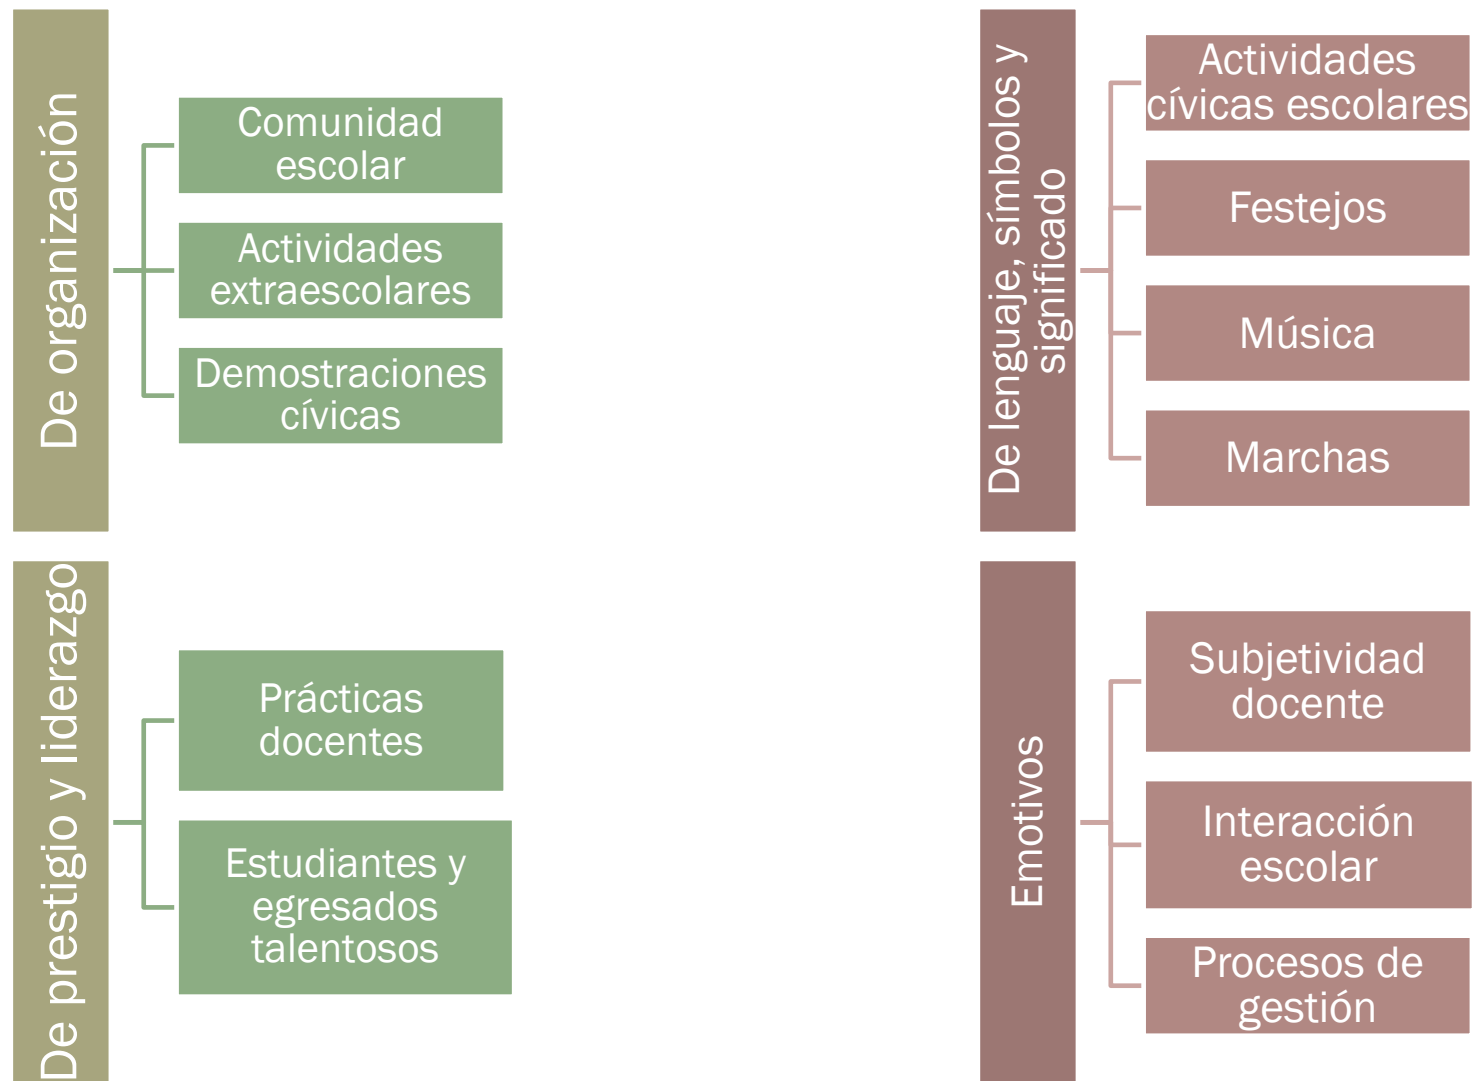 De organización
Comunidad
escolar
Actividades
extraescolares
Demostraciones
cívicas
De lenguaje, símbolos y
significado
Actividades
cívicas escolares
Festejos
Música
Marchas
De prestigio y liderazgo
Prácticas
docentes
Estudiantes y
egresados
talentosos
Emotivos
Subjetividad
docente
Interacción
escolar
Procesos de
gestión